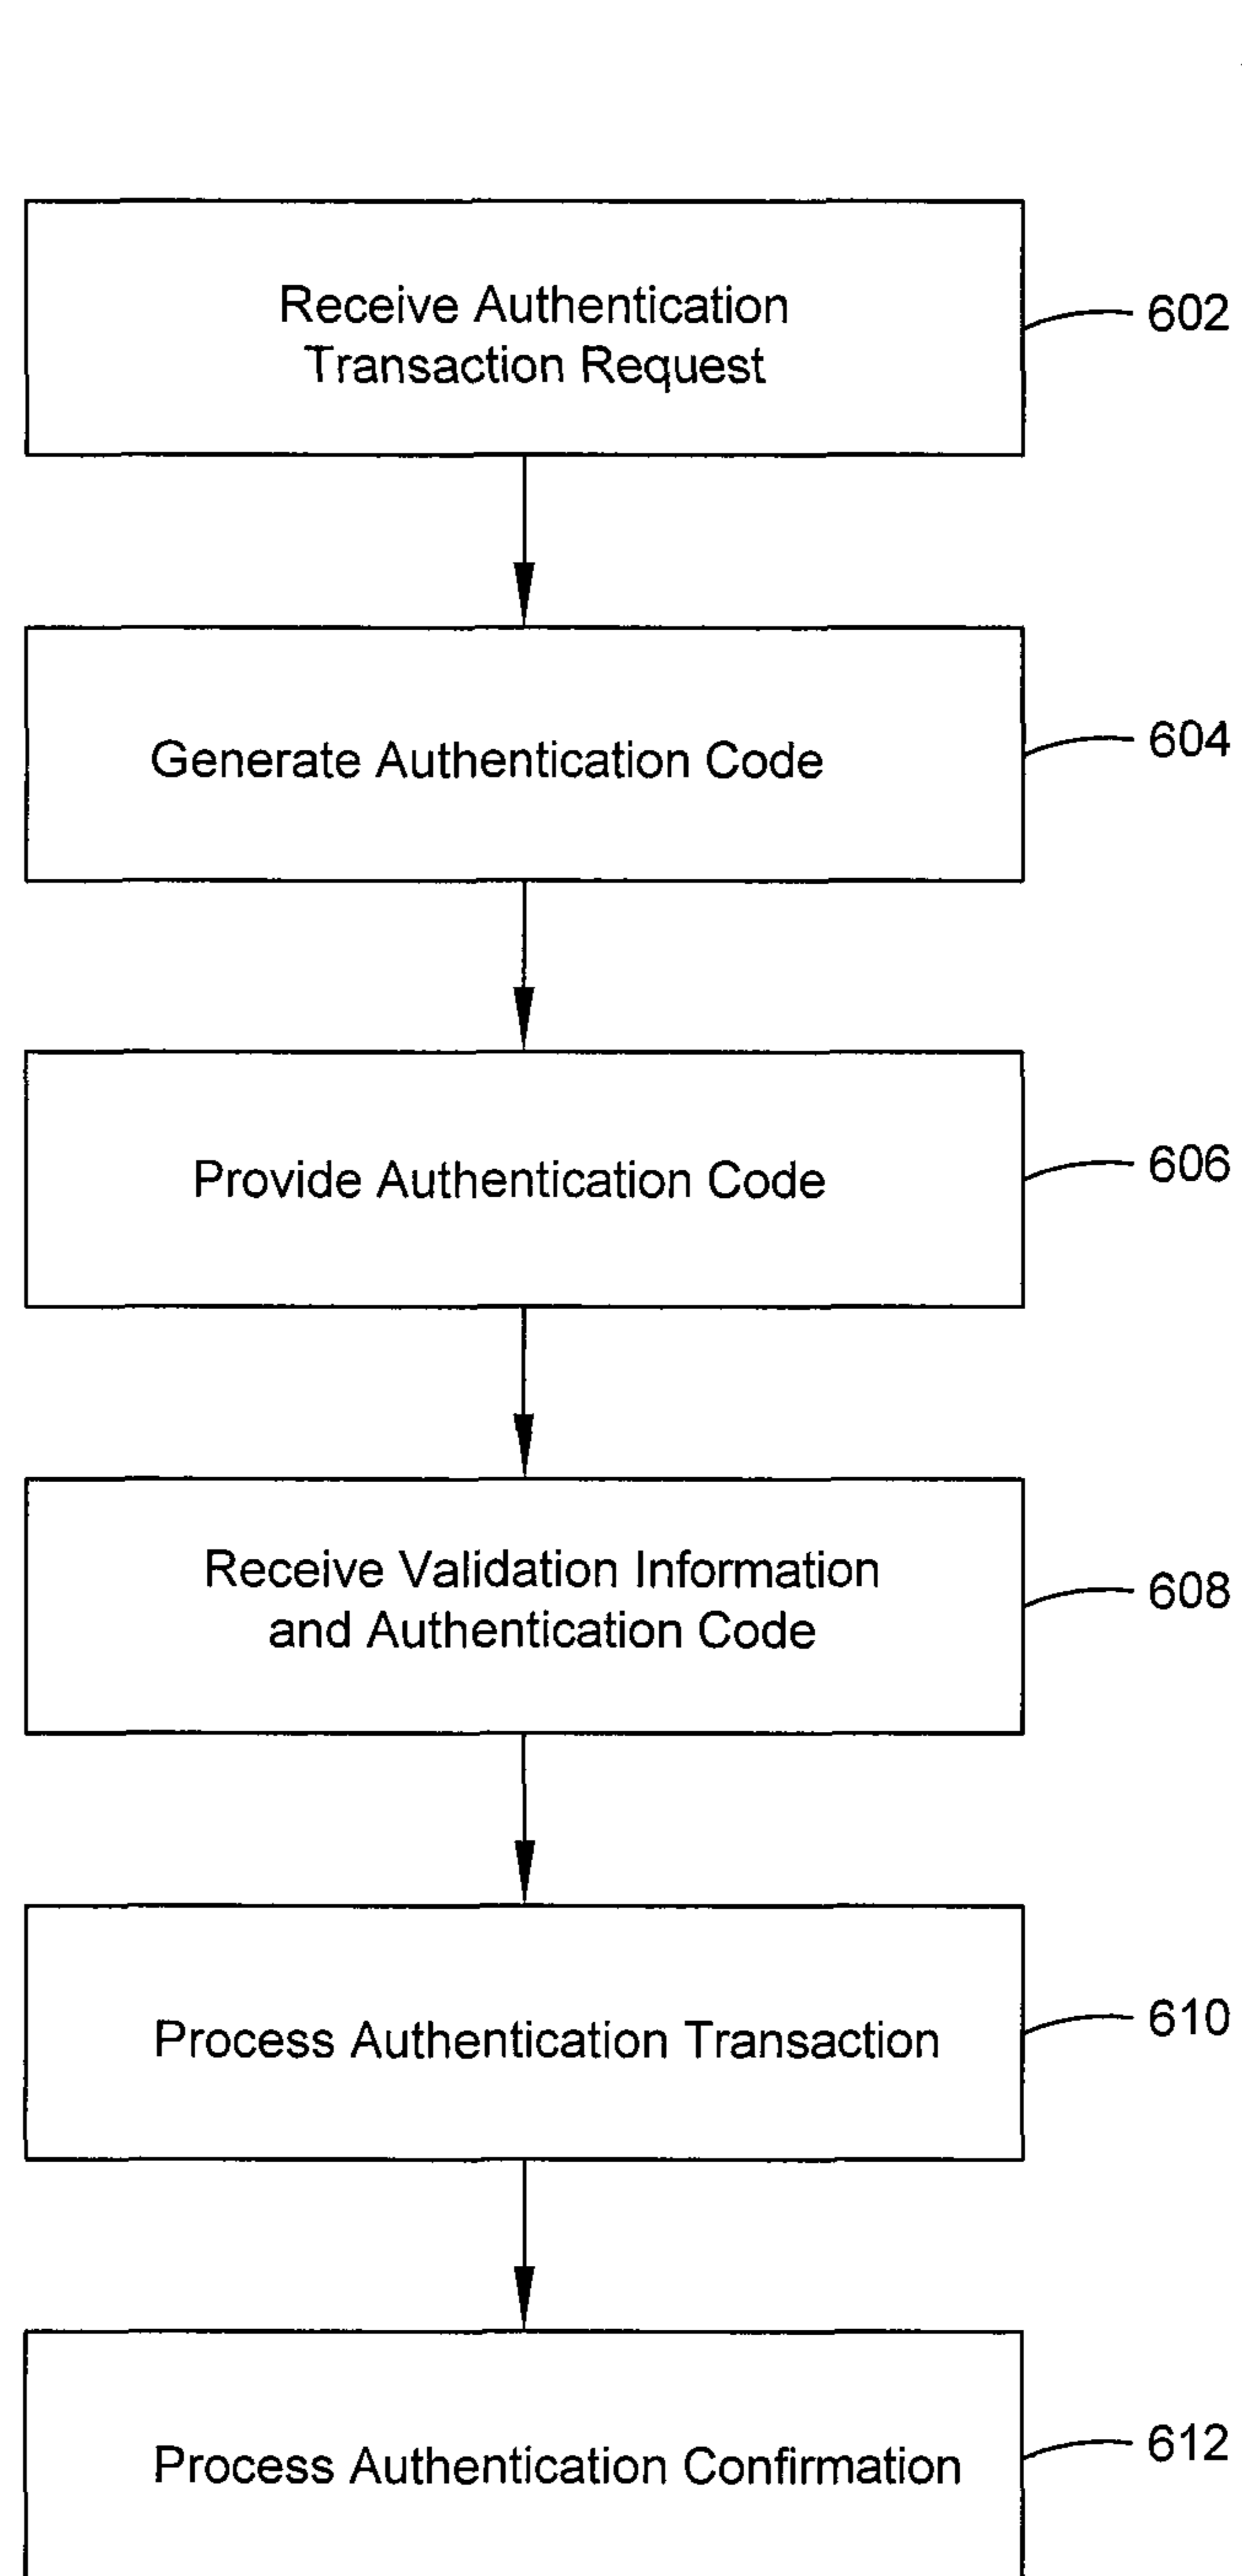 Receive Authentication
Transaction Request
602
Generate Authentication Code
604
Provide Authentication Code
606
Receive Validation Information
and Authentication Code
608
Process Authentication Transaction
610
Process Authentication Confirmation
612